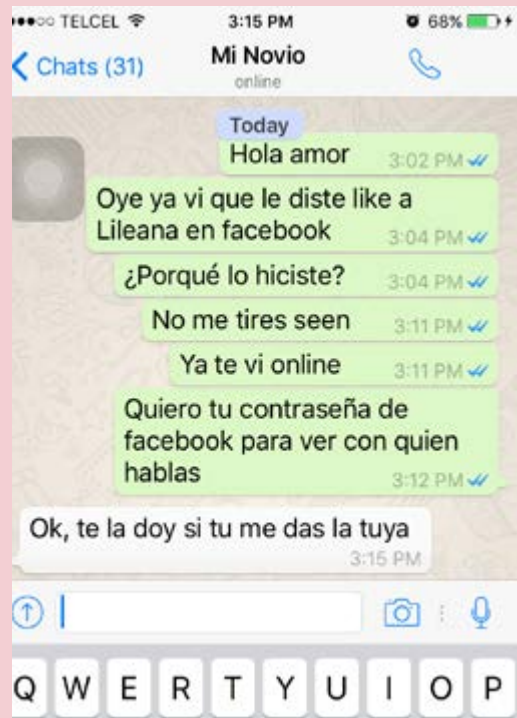 TELCEL 3:15 PM 68%
Chats (31) Mi Novio
online
Today
Hola amor 3:02 PM
Oye ya vi que le diste like a
Lileana en facebook 3:04 PM
¿Porqué lo hiciste? 3:04 PM
No me tires seen 3:11 PM
Ya te vi online 3:11 PM
Quiero tu contraseña de
facebook para ver con quien
hablas 3:12 PM
Ok, te la doy si tu me das la tuya
3:15 PM
Q W E R T Y U I O P